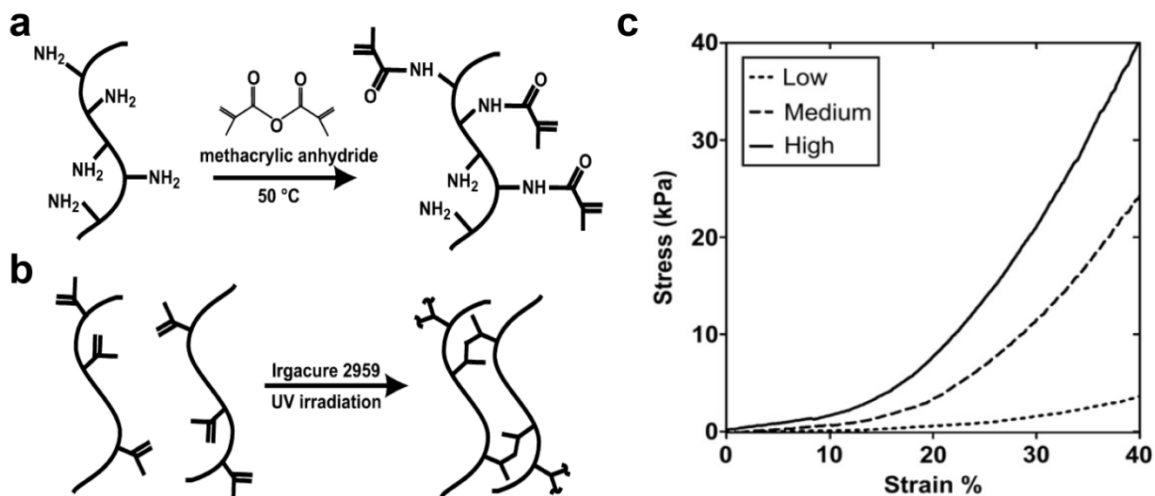 a
NH2
NH2
NH2
NH2
NH2
O
O
O
methacrylic anhydride
50 °C
O
NH
NH
O
NH2
NH
O
NH2
b
Irgacure 2959
UV irradiation
c
Low
Medium
High
Stress (kPa)
40
30
20
10
0
0 10 20 30 40
Strain %